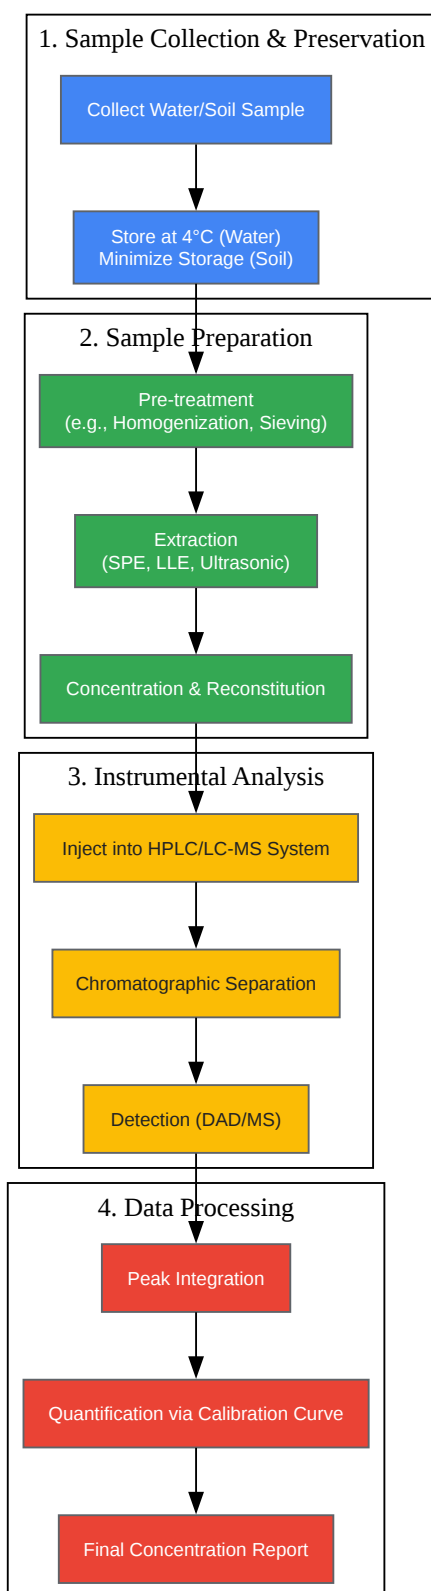 1. Sample Collection & Preservation
Collect Water/Soil Sample
Store at 4°C (Water)
Minimize Storage (Soil)
2. Sample Preparation
Pre-treatment
(e.g., Homogenization, Sieving)
Extraction
(SPE, LLE, Ultrasonic)
Concentration & Reconstitution
3. Instrumental Analysis
Inject into HPLC/LC-MS System
Chromatographic Separation
Detection (DAD/MS)
4. Data Processing
Peak Integration
Quantification via Calibration Curve
Final Concentration Report